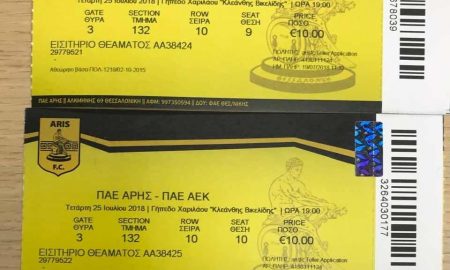 Τετάρτη 25 Ιουλίου 2018 | Γήπεδο Χαριλάου "Κλεάνθης Βικελίδης" | ΩΡΑ 19:00
GATE SECTION ROW SEAT PRICE
ΘΥΡΑ ΤΜΗΜΑ ΣΕΙΡΑ ΘΕΣΗ ΠΟΣΟ
3 132 10 9 €10.00
ΕΙΣΙΤΗΡΙΟ ΘΕΑΜΑΤΟΣ ΑΑ38424
29779521
ΠΑΕ ΑΡΗΣ || ΑΛΚΜΗΝΗΣ 69 ΘΕΣΣΑΛΟΝΙΚΗ || ΑΦΜ: 997350594 || ΔΟΥ: ΦΑΕ ΘΕΣ/ΝΙΚΗΣ
ARIS
F.C.
ΠΑΕ ΑΡΗΣ - ΠΑΕ ΑΕΚ
Τετάρτη 25 Ιουλίου 2018 | Γήπεδο Χαριλάου "Κλεάνθης Βικελίδης" | ΩΡΑ 19:00
GATE SECTION ROW SEAT PRICE
ΘΥΡΑ ΤΜΗΜΑ ΣΕΙΡΑ ΘΕΣΗ ΠΟΣΟ
3 132 10 10 €10.00
ΕΙΣΙΤΗΡΙΟ ΘΕΑΜΑΤΟΣ ΑΑ38425
29779522
3264030177